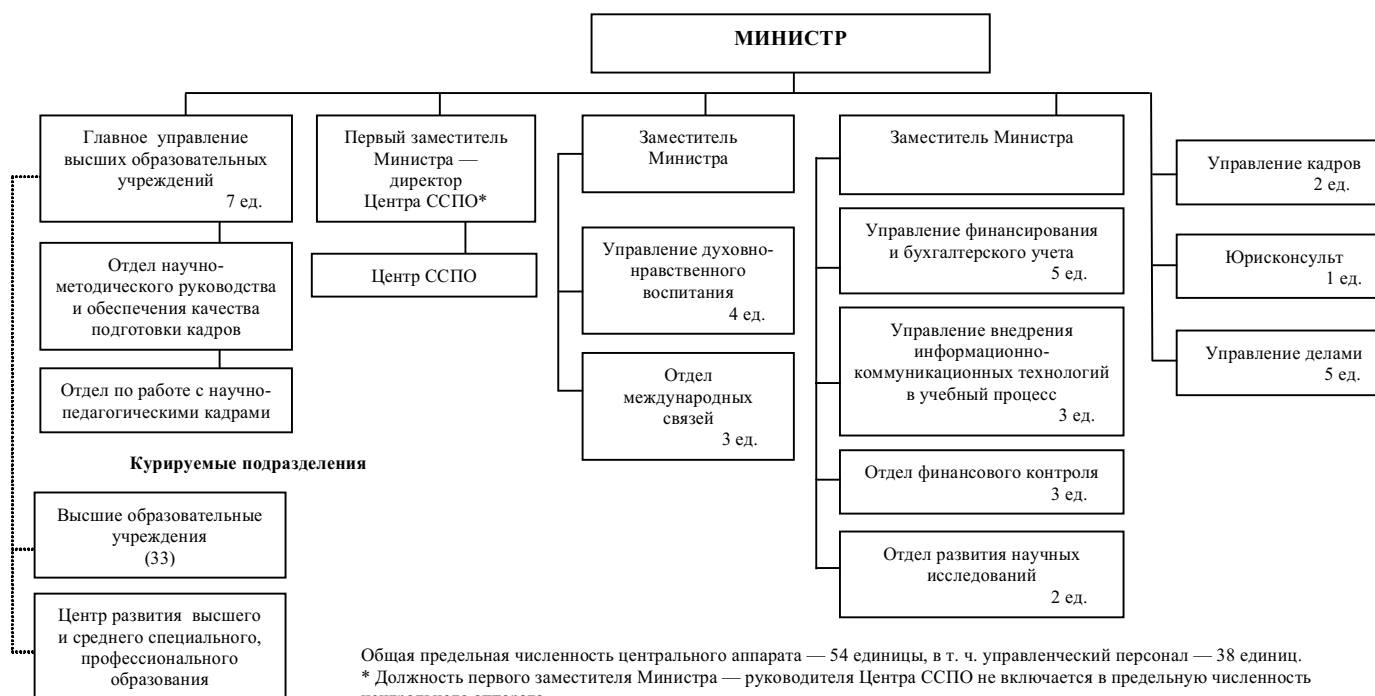 МИНИСТР
Главное управление
высших образовательных
учреждений
7 ед.
Отдел научно-
методического руководства
и обеспечения качества
подготовки кадров
Отдел по работе с научно-
педагогическими кадрами
Первый заместитель
Министра —
директор
Центра ССПО*
Центр ССПО
Заместитель
Министра
Управление духовно-
нравственного
воспитания
4 ед.
Отдел
международных
связей
3 ед.
Заместитель Министра
Управление финансирования
и бухгалтерского учета
5 ед.
Управление внедрения
информационно-
коммуникационных технологий
в учебный процесс
3 ед.
Отдел финансового контроля
3 ед.
Отдел развития научных
исследований
2 ед.
Управление кадров
2 ед.
Юрисконсульт
1 ед.
Управление делами
5 ед.
Курируемые подразделения
Высшие образовательные
учреждения
(33)
Центр развития высшего
и среднего специального,
профессионального
образования
Общая предельная численность центрального аппарата — 54 единицы, в т. ч. управленческий персонал — 38 единиц.
* Должность первого заместителя Министра — руководителя Центра ССПО не включается в предельную численность